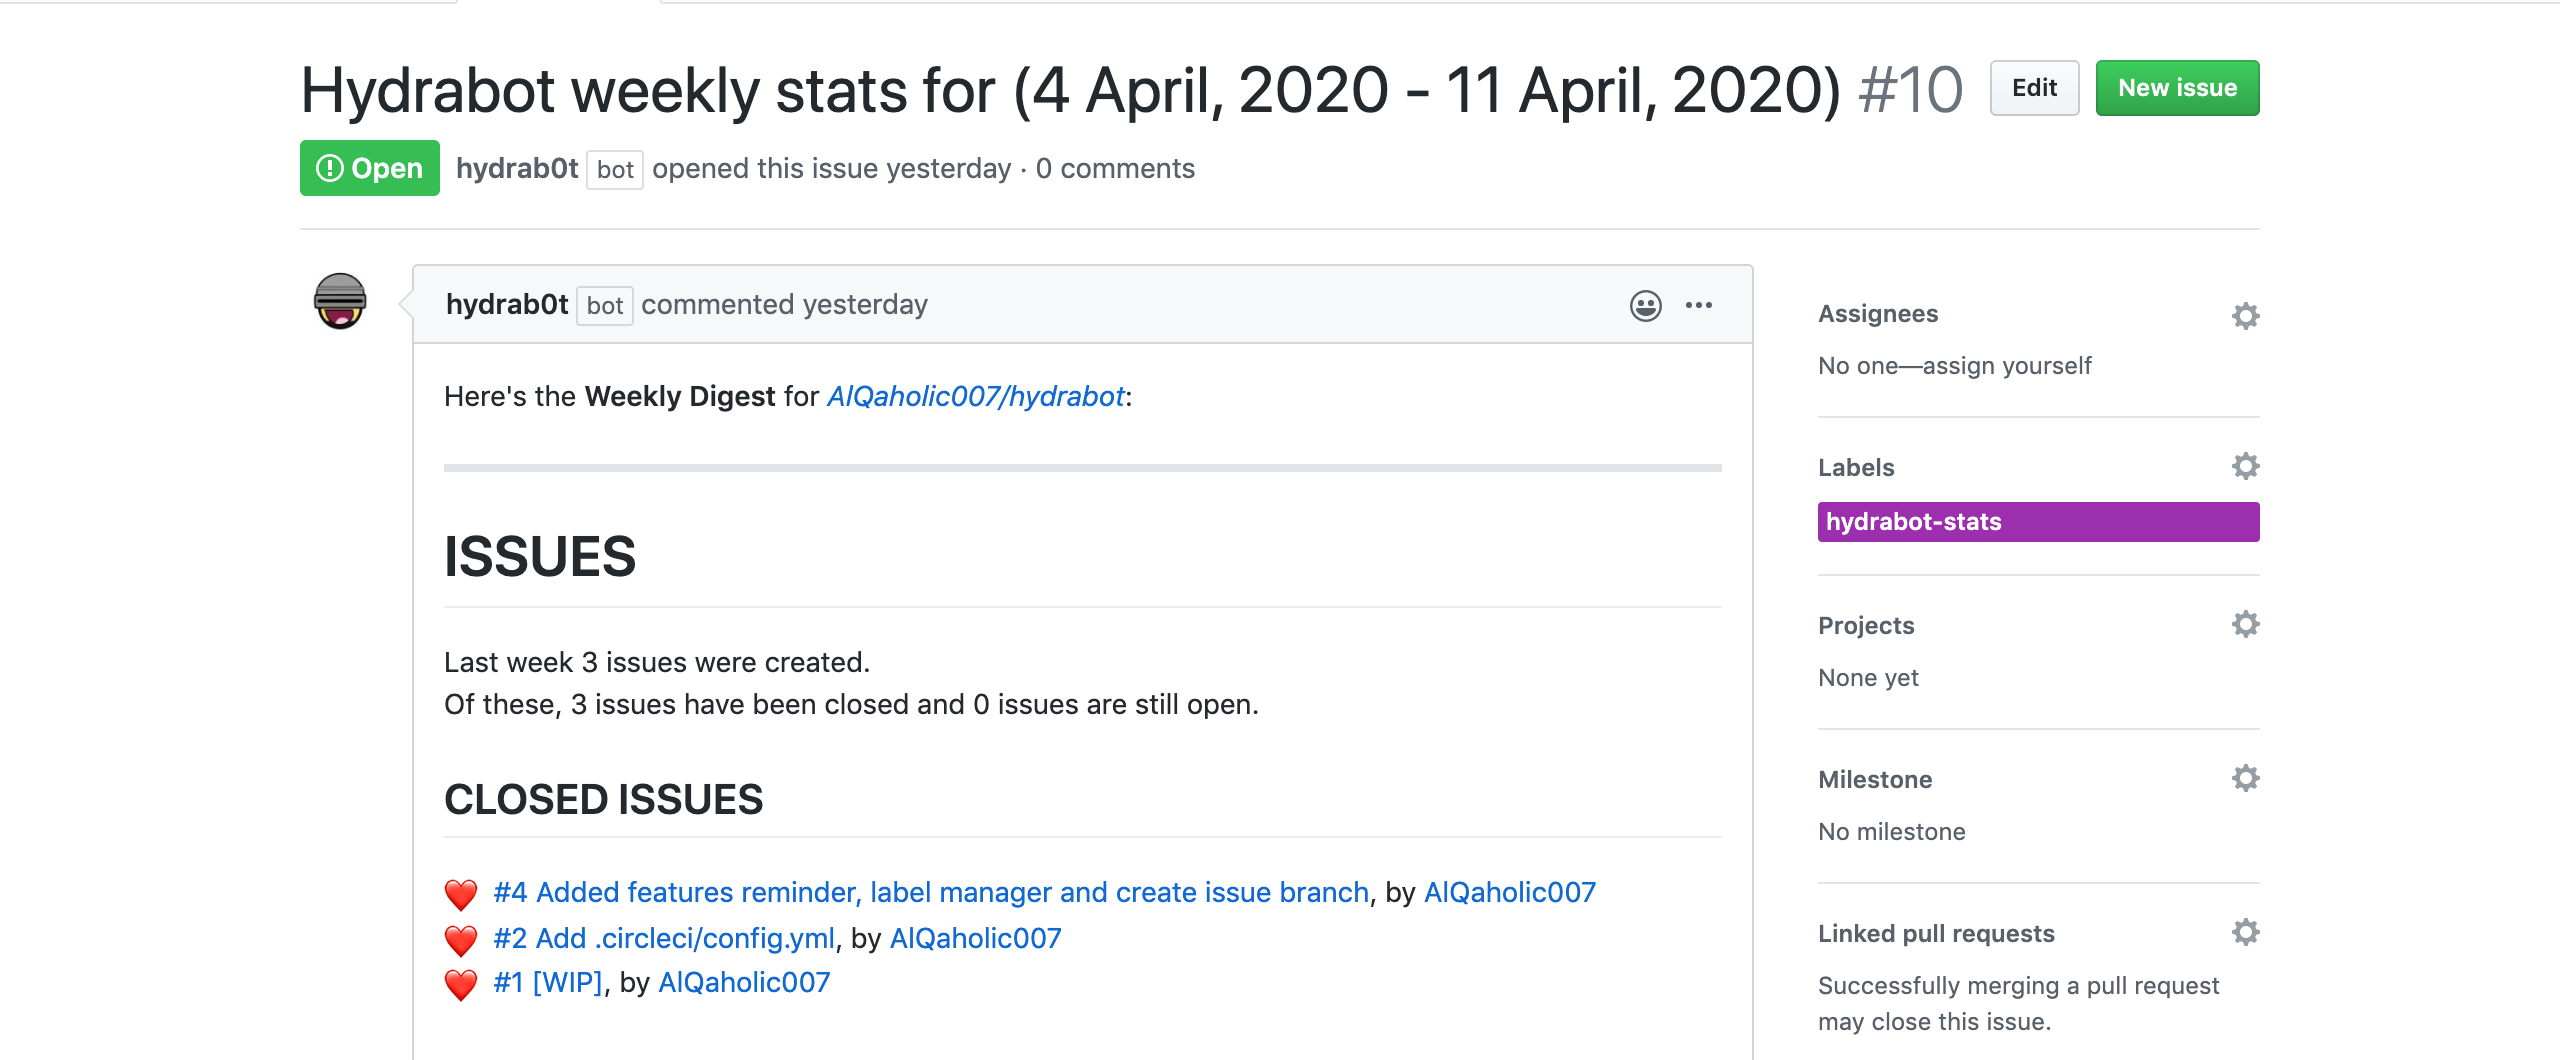 Hydrabot weekly stats for (4 April, 2020 - 11 April, 2020) #10
Edit
New issue
Open
hydrab0t bot opened this issue yesterday · 0 comments
hydrab0t bot commented yesterday
Here's the Weekly Digest for AlQaholic007/hydrabot:
ISSUES
Last week 3 issues were created.
Of these, 3 issues have been closed and 0 issues are still open.
CLOSED ISSUES
❤️ #4 Added features reminder, label manager and create issue branch, by AlQaholic007
❤️ #2 Add .circleci/config.yml, by AlQaholic007
❤️ #1 [WIP], by AlQaholic007
Assignees
No one—assign yourself
Labels
hydrabot-stats
Projects
None yet
Milestone
No milestone
Linked pull requests
Successfully merging a pull request
may close this issue.